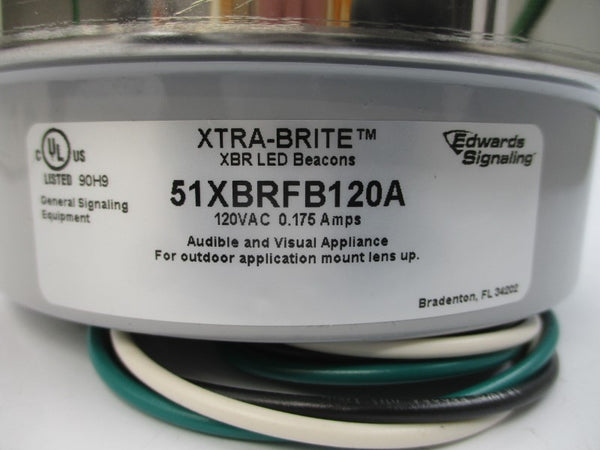 XTRA-BRITE™
XBR LED Beacons
C UL US
LISTED 90H9
General Signaling
Equipment
Edwards
Signaling
51XBRFB120A
120VAC 0.175 Amps
Audible and Visual Appliance
For outdoor application mount lens up.
Bradenton, FL 34202